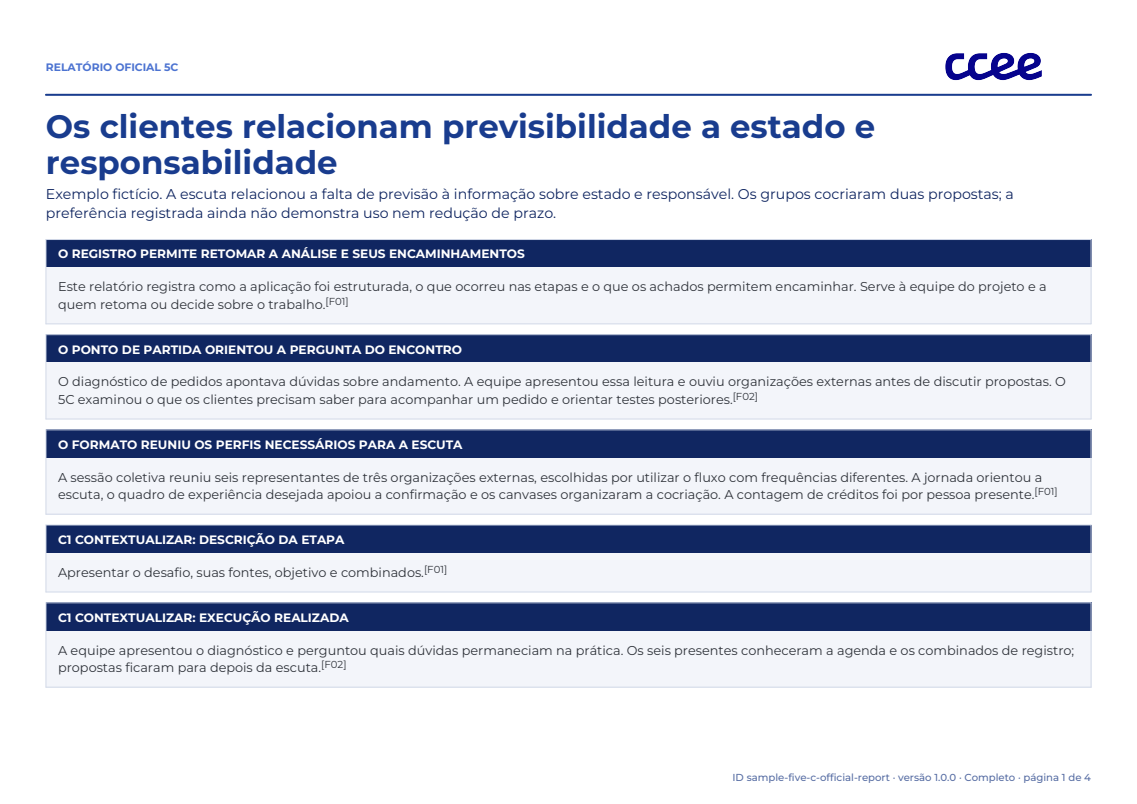 RELATÓRIO OFICIAL 5C
ccee
Os clientes relacionam previsibilidade a estado e
responsabilidade
Exemplo fictício. A escuta relacionou a falta de previsão à informação sobre estado e responsável. Os grupos cocriaram duas propostas; a
preferência registrada ainda não demonstra uso nem redução de prazo.
O REGISTRO PERMITE RETOMAR A ANÁLISE E SEUS ENCAMINHAMENTOS
Este relatório registra como a aplicação foi estruturada, o que ocorreu nas etapas e o que os achados permitem encaminhar. Serve à equipe do projeto e a
quem retoma ou decide sobre o trabalho.[F01]
O PONTO DE PARTIDA ORIENTOU A PERGUNTA DO ENCONTRO
O diagnóstico de pedidos apontava dúvidas sobre andamento. A equipe apresentou essa leitura e ouviu organizações externas antes de discutir propostas. O
5C examinou o que os clientes precisam saber para acompanhar um pedido e orientar testes posteriores.[F02]
O FORMATO REUNIU OS PERFIS NECESSÁRIOS PARA A ESCUTA
A sessão coletiva reuniu seis representantes de três organizações externas, escolhidas por utilizar o fluxo com frequências diferentes. A jornada orientou a
escuta, o quadro de experiência desejada apoiou a confirmação e os canvases organizaram a cocriação. A contagem de créditos foi por pessoa presente.[F01]
C1 CONTEXTUALIZAR: DESCRIÇÃO DA ETAPA
Apresentar o desafio, suas fontes, objetivo e combinados.[F01]
C1 CONTEXTUALIZAR: EXECUÇÃO REALIZADA
A equipe apresentou o diagnóstico e perguntou quais dúvidas permaneciam na prática. Os seis presentes conheceram a agenda e os combinados de registro;
propostas ficaram para depois da escuta.[F02]
ID sample-five-c-official-report · versão 1.0.0 · Completo · página 1 de 4